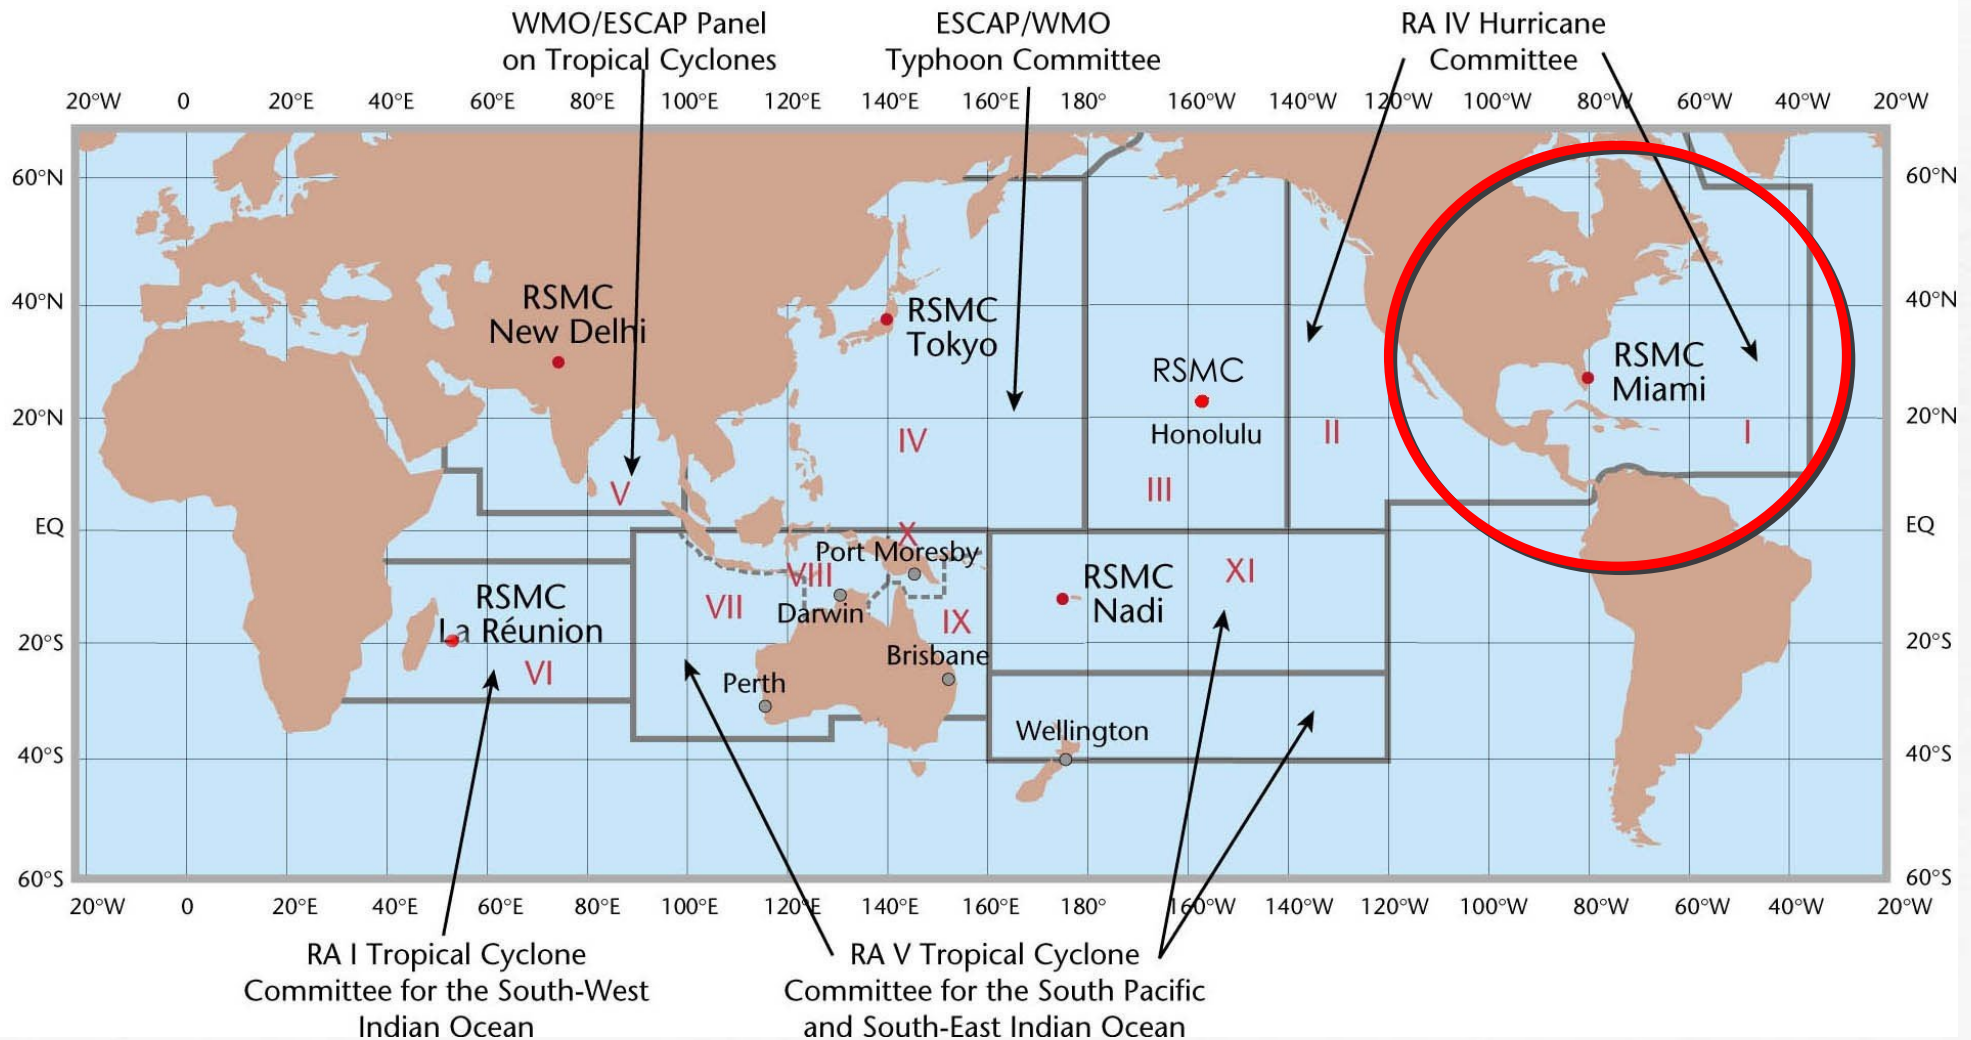 WMO/ESCAP Panel
on Tropical Cyclones
ESCAP/WMO
Typhoon Committee
RA IV Hurricane
Committee
20°W 0 20°E 40°E 60°E 80°E 100°E 120°E 140°E 160°E 180° 160°W 140°W 120°W 100°W 80°W 60°W 40°W 20°W
60°N 60°N
40°N 40°N
RSMC
New Delhi
RSMC
Tokyo
RSMC
Honolulu
RSMC
Miami
20°N 20°N
IV
II
I
V
III
EQ EQ
X
Port Moresby
VIII
Darwin
VII
IX
Brisbane
Perth
RSMC
La Réunion
VI
RSMC
Nadi
XI
20°S 20°S
Wellington
40°S 40°S
60°S 60°S
20°W 0 20°E 40°E 60°E 80°E 100°E 120°E 140°E 160°E 180° 160°W 140°W 120°W 100°W 80°W 60°W 40°W 20°W
RA I Tropical Cyclone
Committee for the South-West
Indian Ocean
RA V Tropical Cyclone
Committee for the South Pacific
and South-East Indian Ocean